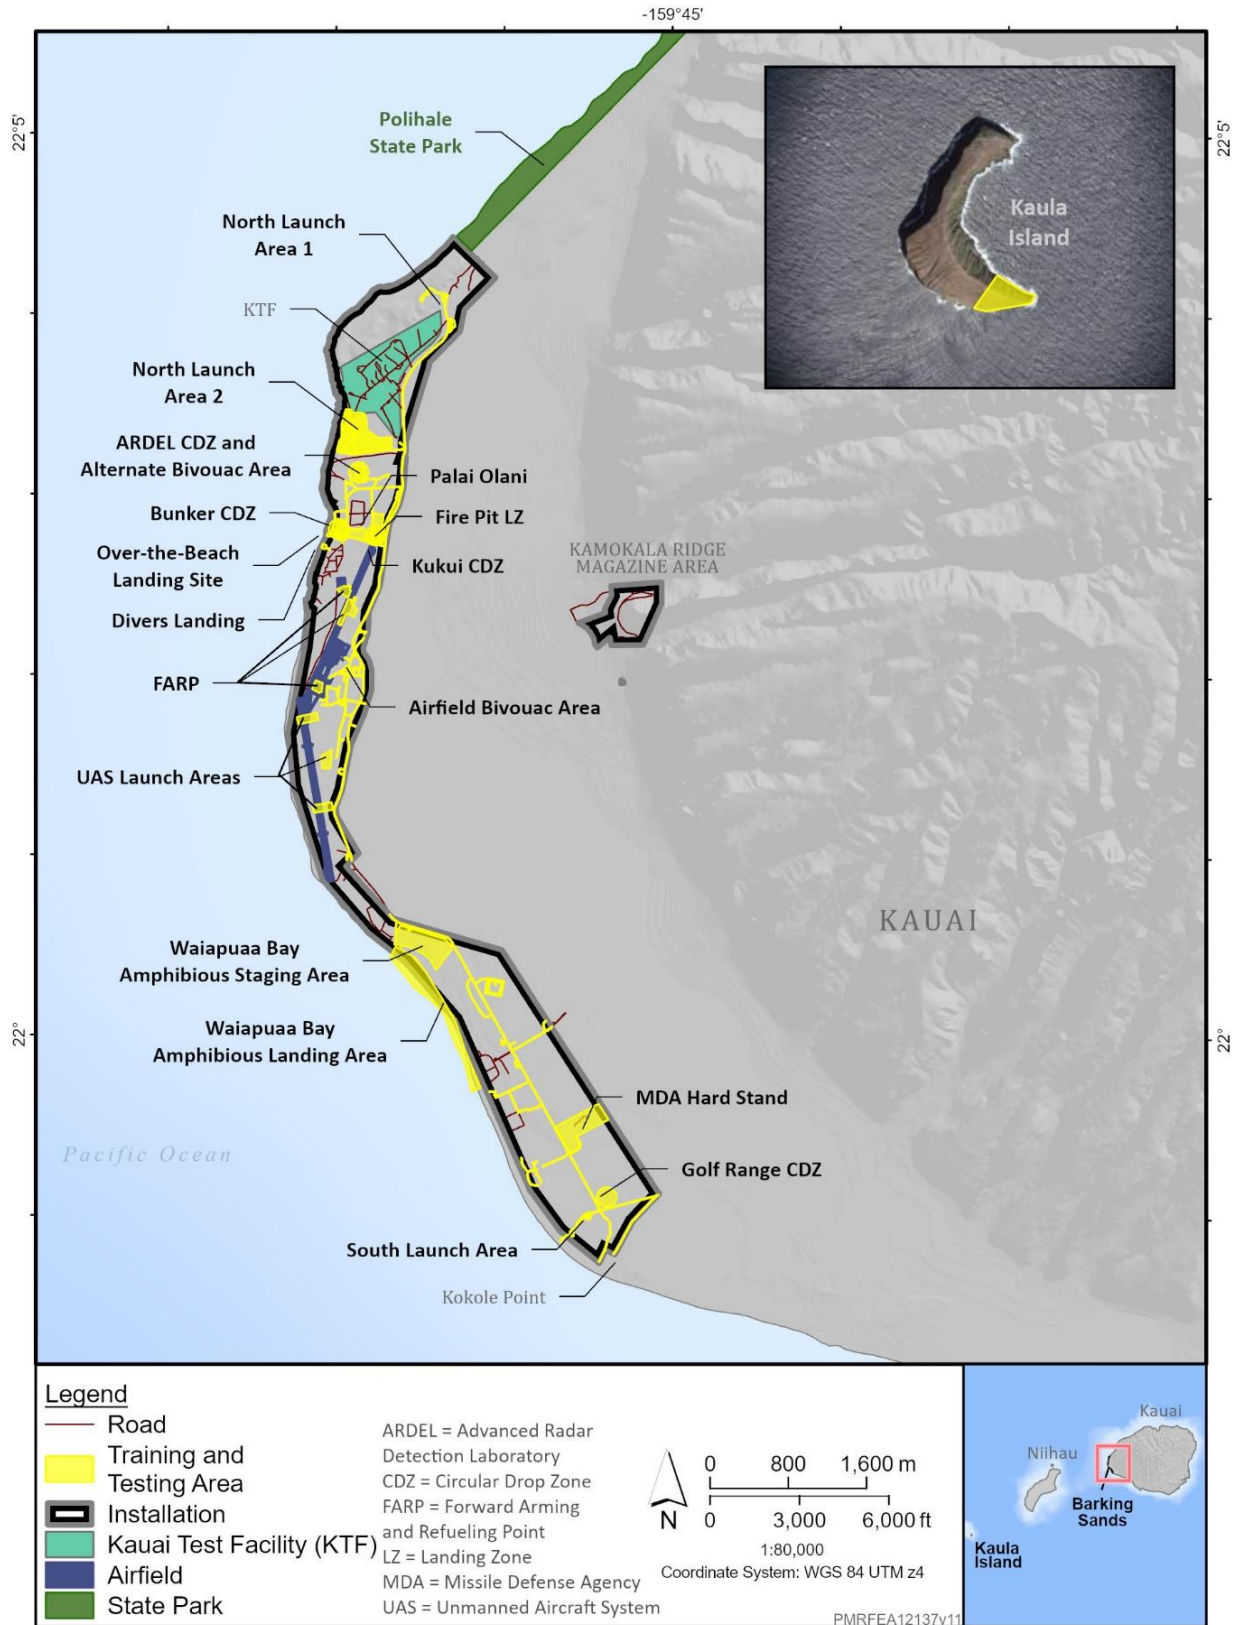 -159°45'
22°5'
22°5'
Polihale
State Park
Kaula
Island
North Launch
Area 1
KTF
North Launch
Area 2
ARDEL CDZ and
Alternate Bivouac Area
Palai Olani
Bunker CDZ
Fire Pit LZ
Over-the-Beach
Landing Site
KAMOKALA RIDGE
MAGAZINE AREA
Kukui CDZ
Divers Landing
FARP
Airfield Bivouac Area
UAS Launch Areas
KAUAI
Waiapuaa Bay
Amphibious Staging Area
Waiapuaa Bay
Amphibious Landing Area
22°
22°
MDA Hard Stand
Pacific Ocean
Golf Range CDZ
South Launch Area
Kokole Point
Legend
Road
Training and
Testing Area
Installation
Kauai Test Facility (KTF)
Airfield
State Park
ARDEL = Advanced Radar
Detection Laboratory
CDZ = Circular Drop Zone
FARP = Forward Arming
and Refueling Point
LZ = Landing Zone
MDA = Missile Defense Agency
UAS = Unmanned Aircraft System
N
0 800 1,600 m
0 3,000 6,000 ft
1:80,000
Coordinate System: WGS 84 UTM z4
PMRFEA12137v11
Kauai
Niihau
Barking
Sands
Kaula
Island